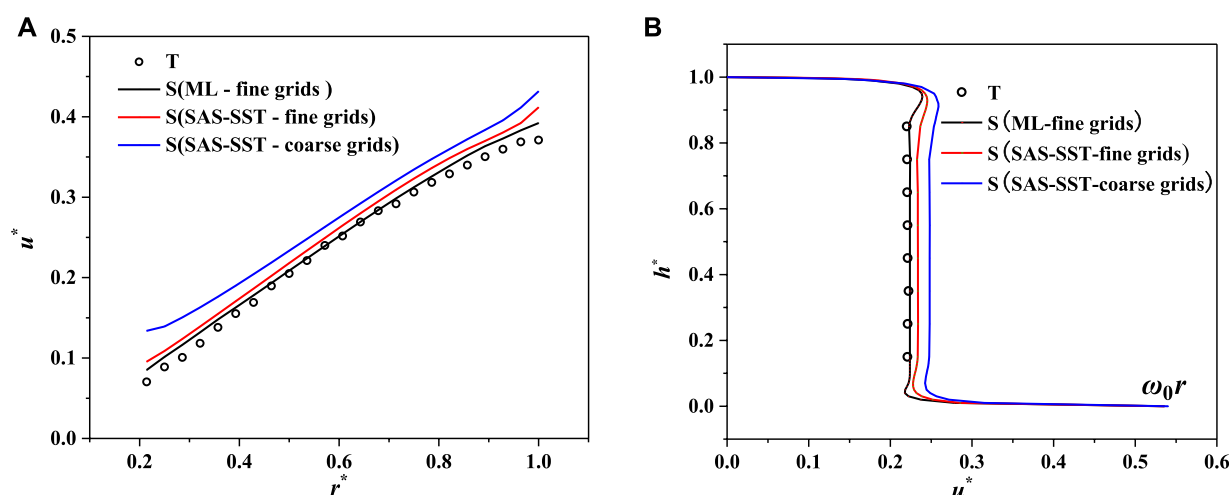 A
0.5
0.4
0.3
0.2
0.1
0.0
u*
T
S(ML - fine grids )
S(SAS-SST - fine grids)
S(SAS-SST - coarse grids)
0.2
0.4
0.6
0.8
1.0
r*
B
1.0
0.8
0.6
0.4
0.2
0.0
h*
T
S(ML-fine grids)
S(SAS-SST-fine grids)
S(SAS-SST-coarse grids)
ω₀r
0.0
0.1
0.2
0.3
0.4
0.5
0.6
u*